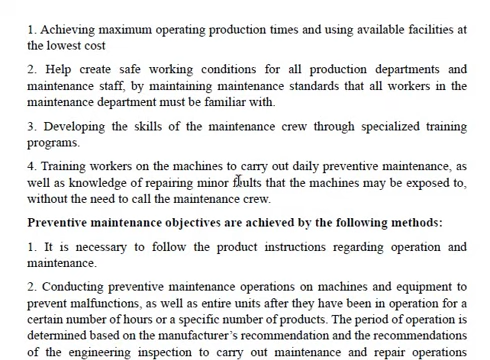 1. Achieving maximum operating production times and using available facilities at
the lowest cost
2. Help create safe working conditions for all production departments and
maintenance staff, by maintaining maintenance standards that all workers in the
maintenance department must be familiar with.
3. Developing the skills of the maintenance crew through specialized training
programs.
4. Training workers on the machines to carry out daily preventive maintenance, as
well as knowledge of repairing minor faults that the machines may be exposed to,
without the need to call the maintenance crew.
Preventive maintenance objectives are achieved by the following methods:
1. It is necessary to follow the product instructions regarding operation and
maintenance.
2. Conducting preventive maintenance operations on machines and equipment to
prevent malfunctions, as well as entire units after they have been in operation for a
certain number of hours or a specific number of products. The period of operation is
determined based on the manufacturer's recommendation and the recommendations
of the engineering inspection to carry out maintenance and repair operations